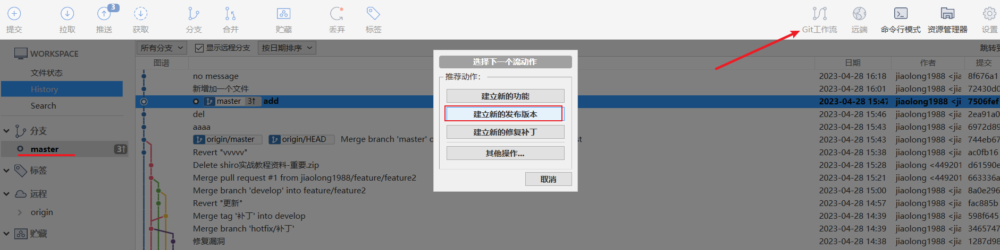 提交
拉取
3
推送
获取
分支
合并
贮藏
丢弃
标签
Git工作流
远端
命令行模式
资源管理器
设置
WORKSPACE
文件状态
History
Search
分支
master 3↑
标签
远程
origin
贮藏
所有分支 显示远程分支 按日期排序 跳转到
图谱 日期 作者 提交
no message 2023-04-28 16:18 jiaolong1988 <jia 8f676a1
新增加一个文件 2023-04-28 16:01 jiaolong1988 <jia 72430d0
master 3↑ add 2023-04-28 15:47 jiaolong1988 <ji 7506fef
del 2023-04-28 15:46 jiaolong1988 <jia 2ea91a0
aaaa 2023-04-28 15:43 jiaolong1988 <jia 6972d89
origin/master origin/HEAD Merge branch 'master' o st 2023-04-28 15:43 jiaolong1988 <jia 744eb67
Revert "vvvvv" 2023-04-28 15:38 jiaolong1988 <jia ac0fb16
Delete shiro实战教程资料-重要.zip 2023-04-28 15:28 jiaolong <449201 d61590e
Merge pull request #1 from jiaolong1988/feature/feature2 2023-04-28 15:21 jiaolong <449201 663336a
Merge branch 'develop' into feature/feature2 2023-04-28 15:00 jiaolong1988 <jia 8a0e296
Revert "更新" 2023-04-28 14:57 jiaolong1988 <jia fac885b
Merge tag '补丁' into develop 2023-04-28 14:39 jiaolong1988 <jia 598f645
Merge branch 'hotfix/补丁' 2023-04-28 14:39 jiaolong1988 <jia 3465747
修复漏洞 2023-04-28 14:38 jiaolong1988 <jia 1287d98
选择下一个流动作
推荐动作：
建立新的功能
建立新的发布版本
建立新的修复补丁
其他操作...
取消